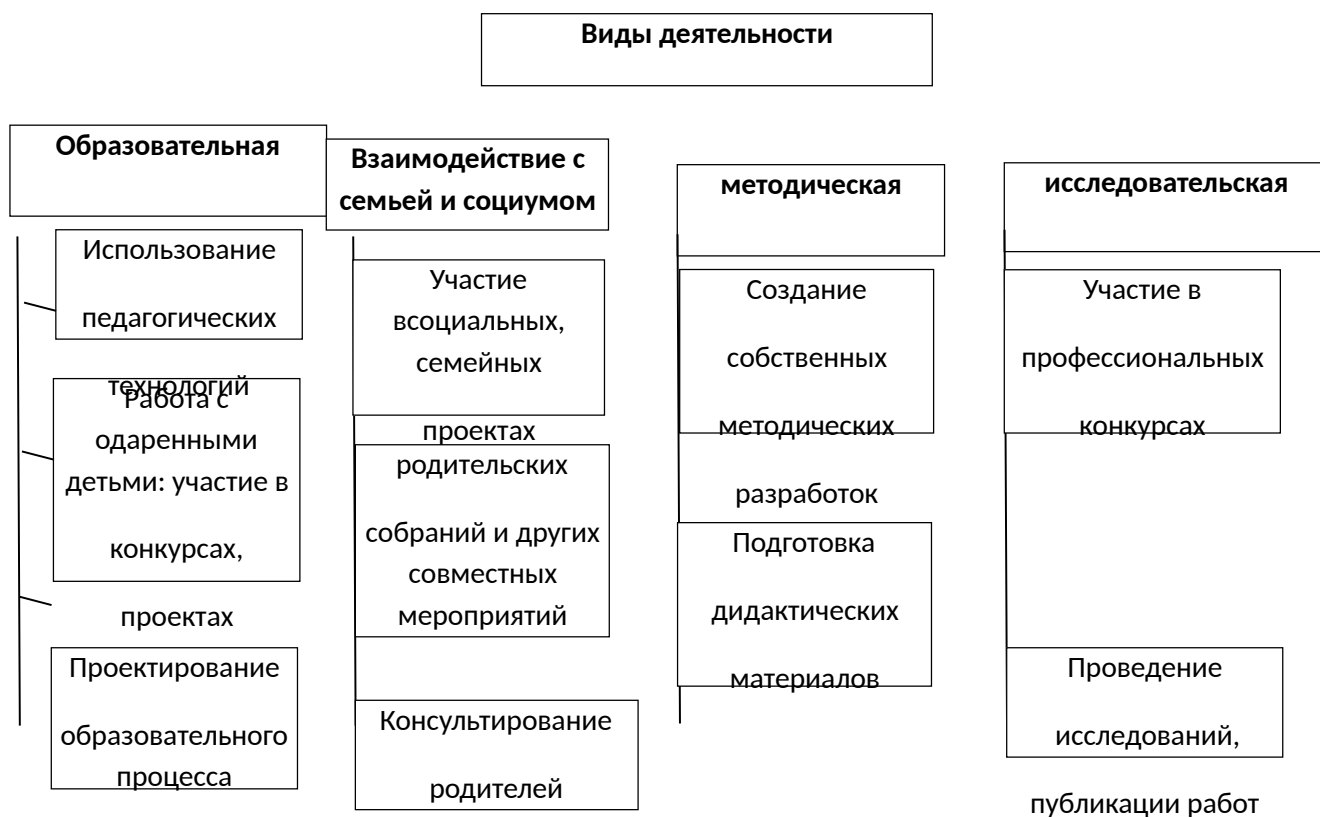 Виды деятельности
Образовательная
Использование
педагогических
технологий
Работа с
одаренными
детьми: участие в
конкурсах,
проектах
Проектирование
образовательного
процесса
Взаимодействие с
семьей и социумом
Участие
всоциальных,
семейных
проектах
родительских
собраний и других
совместных
мероприятий
Консультирование
родителей
методическая
Создание
собственных
методических
разработок
Подготовка
дидактических
материалов
исследовательская
Участие в
профессиональных
конкурсах
Проведение
исследований,
публикации работ